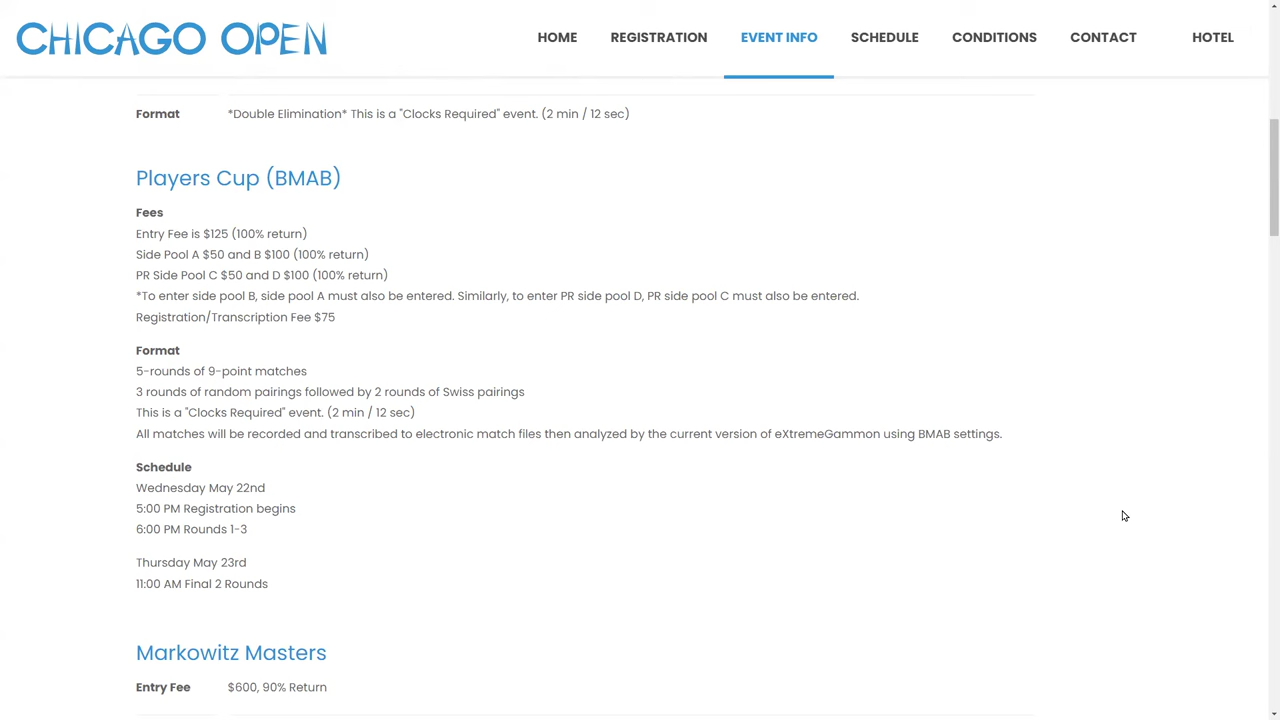 CHICAGO OPEN
HOME REGISTRATION EVENT INFO SCHEDULE CONDITIONS CONTACT HOTEL
Format *Double Elimination* This is a "Clocks Required" event. (2 min / 12 sec)
Players Cup (BMAB)
Fees
Entry Fee is $125 (100% return)
Side Pool A $50 and B $100 (100% return)
PR Side Pool C $50 and D $100 (100% return)
*To enter side pool B, side pool A must also be entered. Similarly, to enter PR side pool D, PR side pool C must also be entered.
Registration/Transcription Fee $75
Format
5-rounds of 9-point matches
3 rounds of random pairings followed by 2 rounds of Swiss pairings
This is a "Clocks Required" event. (2 min / 12 sec)
All matches will be recorded and transcribed to electronic match files then analyzed by the current version of eXtremeGammon using BMAB settings.
Schedule
Wednesday May 22nd
5:00 PM Registration begins
6:00 PM Rounds 1-3
Thursday May 23rd
11:00 AM Final 2 Rounds
Markowitz Masters
Entry Fee $600, 90% Return